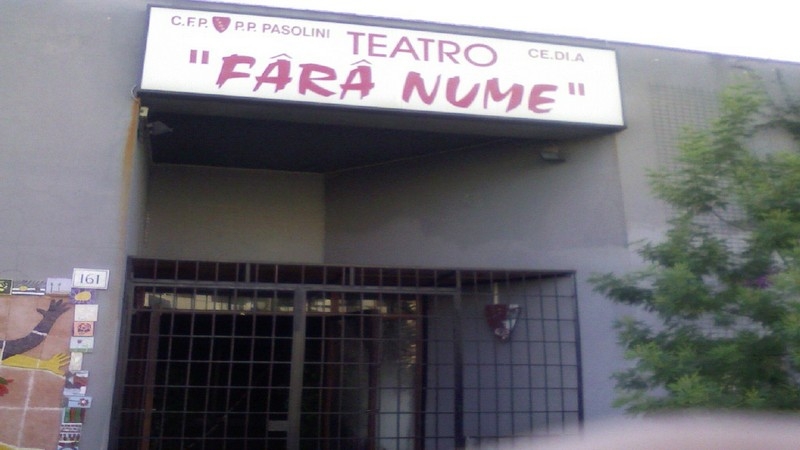 C.F.P. P.P. PASOLINI TEATRO CE.DI.A
"FÂRÂ NUME"
161